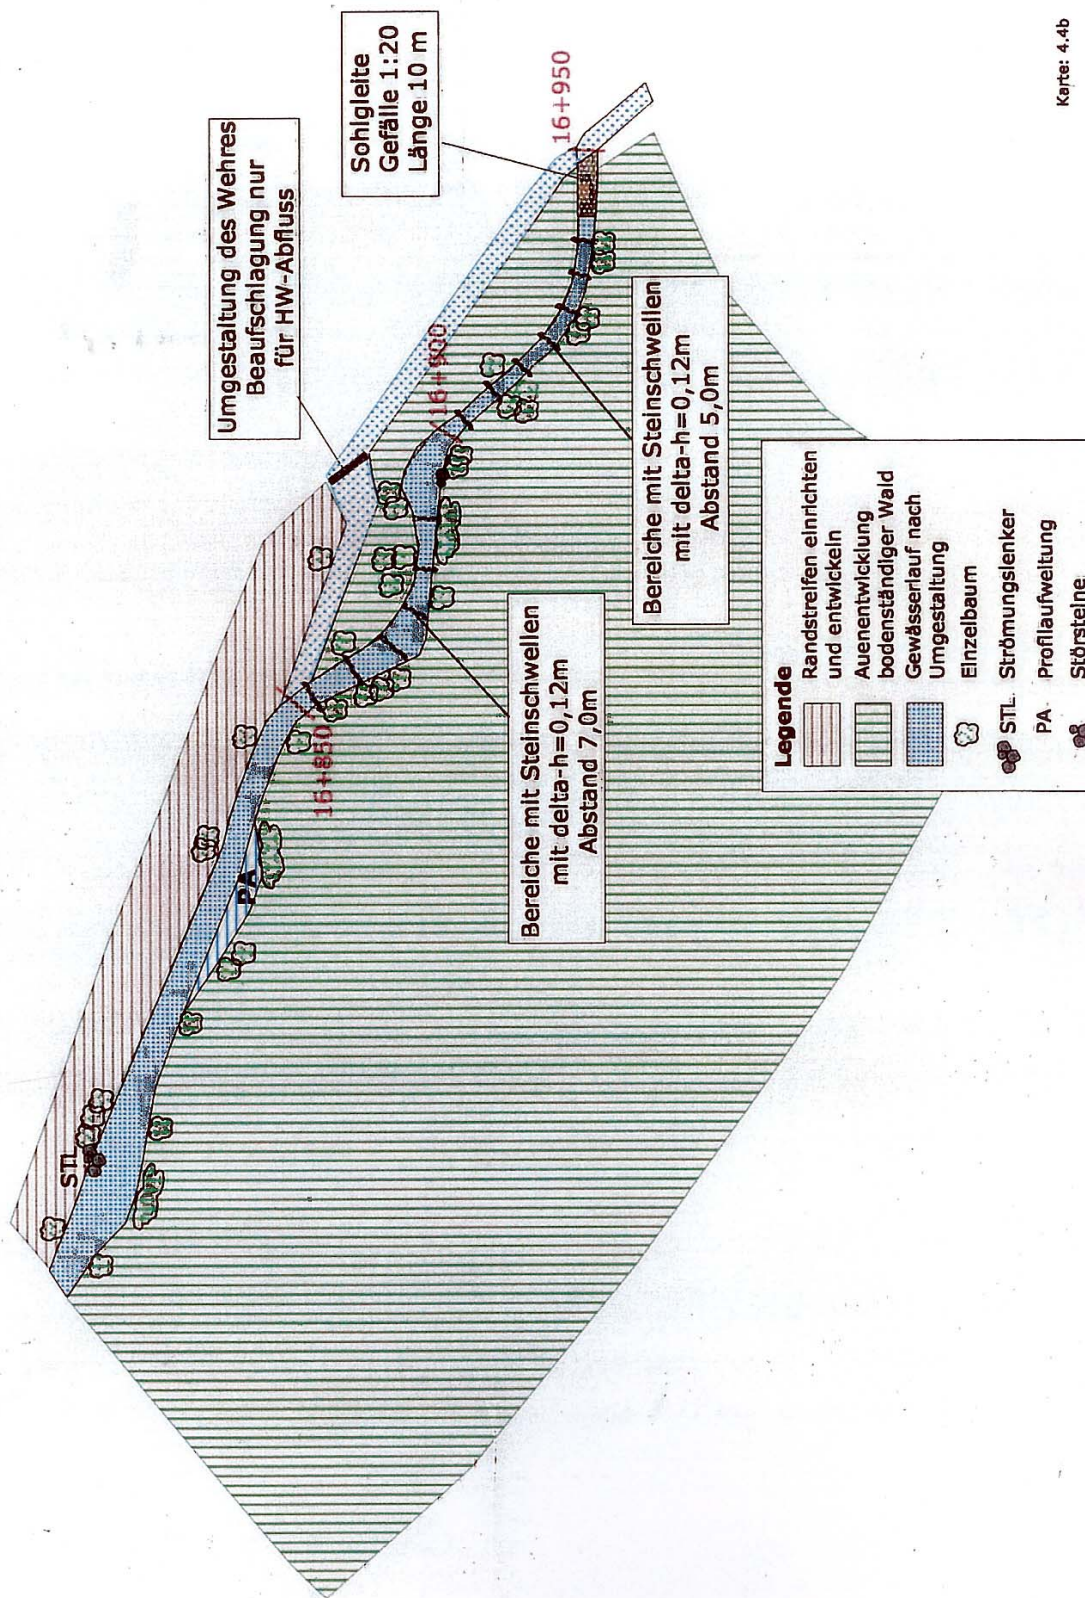 Umgestaltung des Wehres
Beaufschlagung nur
für HW-Abfluss
Sohlgleite
Gefälle 1:20
Länge 10 m
16+950
16+900
16+850
STL
PA
Bereiche mit Steinschwellen
mit delta-h=0,12m
Abstand 7,0m
Bereiche mit Steinschwellen
mit delta-h=0,12m
Abstand 5,0m
Legende
Randstreifen einrichten
und entwickeln
Auenentwicklung
bodenständiger Wald
Gewässerlauf nach
Umgestaltung
Einzelbaum
STL Strömungslenker
PA Profilaufweitung
Störsteine
Karte: 4.4b